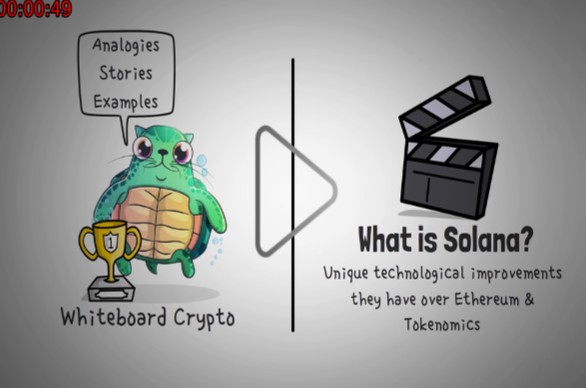 00:00:49
Analogies
Stories
Examples
1
Whiteboard Crypto
What is Solana?
Unique technological improvements
they have over Ethereum &
Tokenomics